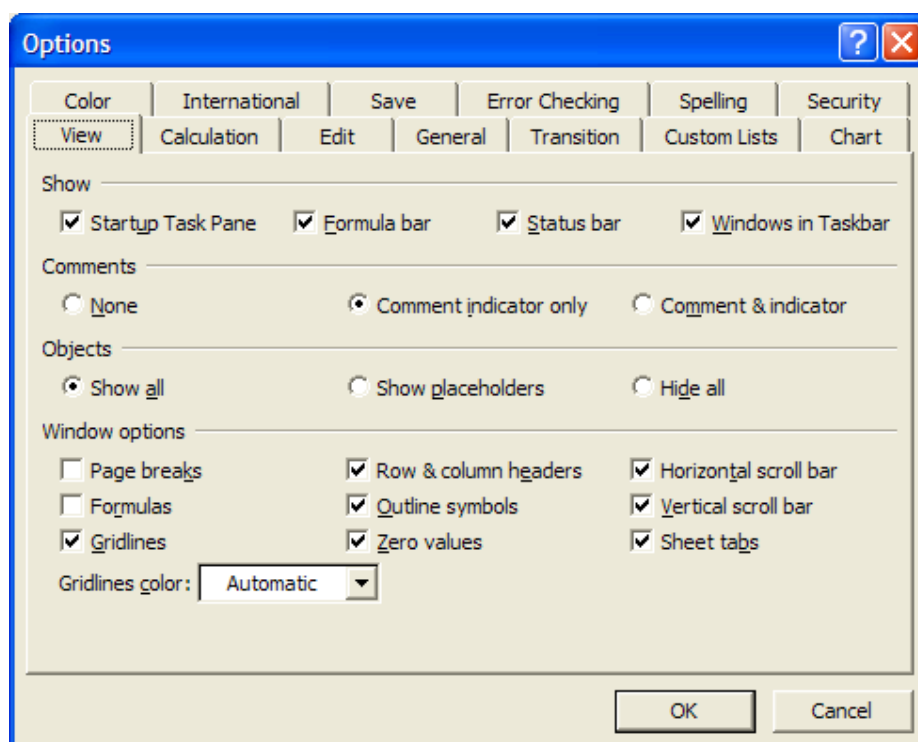 Options
Color International Save Error Checking Spelling Security
View Calculation Edit General Transition Custom Lists Chart
Show
Startup Task Pane Formula bar Status bar Windows in Taskbar
Comments
None Comment indicator only Comment & indicator
Objects
Show all Show placeholders Hide all
Window options
Page breaks Row & column headers Horizontal scroll bar
Formulas Outline symbols Vertical scroll bar
Gridlines Zero values Sheet tabs
Gridlines color: Automatic
OK Cancel